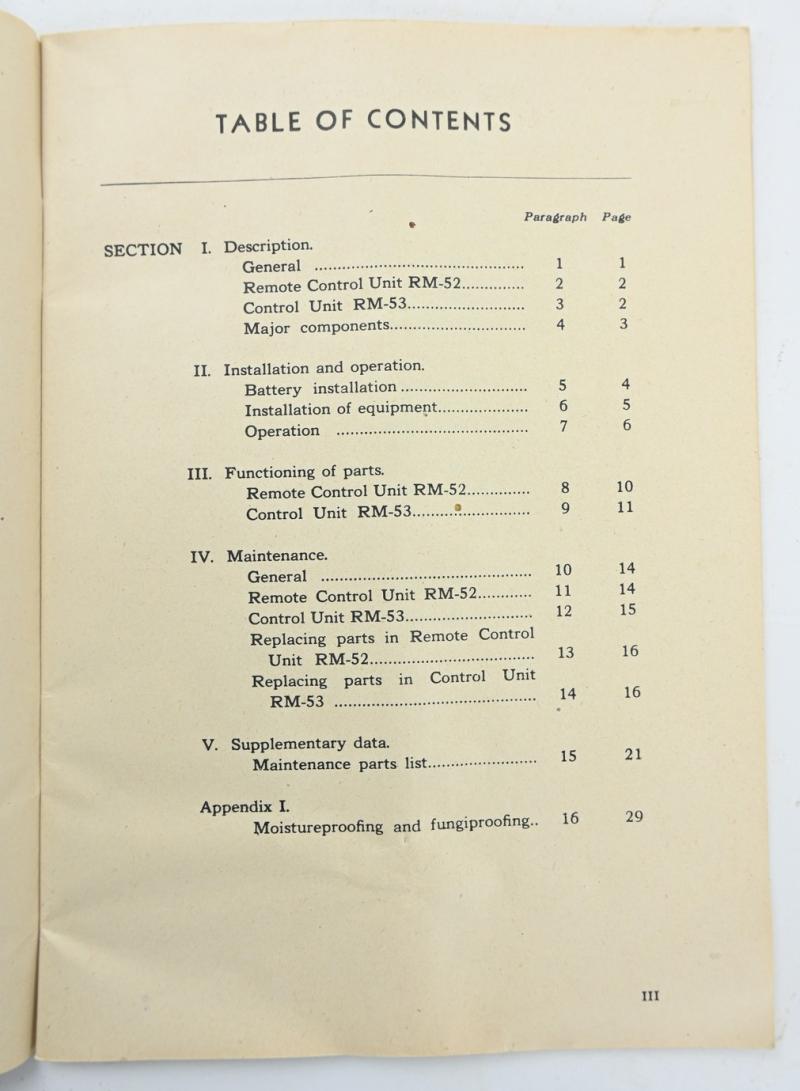 TABLE OF CONTENTS
Paragraph Page
SECTION I. Description.
General ............................................. 1 1
Remote Control Unit RM-52.............. 2 2
Control Unit RM-53......................... 3 2
Major components............................. 4 3
II. Installation and operation.
Battery installation ........................... 5 4
Installation of equipment.................... 6 5
Operation ......................................... 7 6
III. Functioning of parts.
Remote Control Unit RM-52.............. 8 10
Control Unit RM-53......................... 9 11
IV. Maintenance.
General ............................................. 10 14
Remote Control Unit RM-52............ 11 14
Control Unit RM-53........................... 12 15
Replacing parts in Remote Control
Unit RM-52.................................... 13 16
Replacing parts in Control Unit
RM-53 ........................................... 14 16
V. Supplementary data.
Maintenance parts list....................... 15 21
Appendix I.
Moistureproofing and fungiproofing.. 16 29
III